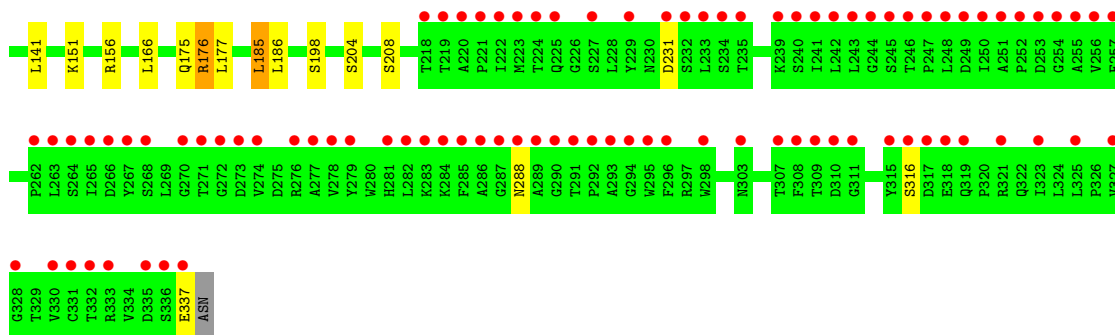 L141 K151 R156 L166 Q175 R176 L177 L185 L186 S198 S204 S208 T218 T219 A220 P221 I222 M223 T224 Q225 G226 S227 L228 Y229 N230 D231 S232 L233 S234 T235 K239 S240 I241 L242 L243 G244 S245 T246 P247 L248 D249 I250 A251 P252 D253 G254 A255 V256
P262 L263 S264 I265 D266 Y267 S268 L269 G270 T271 G272 D273 V274 D275 R276 A277 V278 Y279 W280 H281 L282 K283 K284 F285 A286 G287 N288 A289 G290 T291 P292 A293 G294 W295 F296 R297 W298 N303 T307 F308 T309 D310 G311 Y315 S316 D317 E318 Q319 P320 R321 Q322 I323 L324 L325 P326 V327
G328 T329 V330 C331 T332 R333 V334 D335 S336 E337 ASN